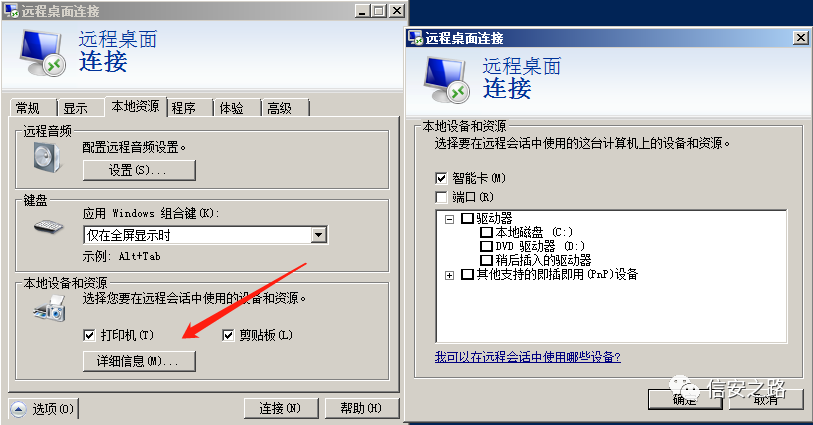 远程桌面连接
远程桌面
连接
常规 显示 本地资源 程序 体验 高级
远程音频
配置远程音频设置。
设置(S)...
键盘
应用 Windows 组合键(K):
仅在全屏显示时
示例: Alt+Tab
本地设备和资源
选择您要在远程会话中使用的设备和资源。
打印机(T) 剪贴板(L)
详细信息(M)...
选项(O) 连接(N) 帮助(H)
远程桌面连接
远程桌面
连接
本地设备和资源
选择要在远程会话中使用的这台计算机上的设备和资源。
智能卡(M)
端口(R)
驱动器
本地磁盘 (C:)
DVD 驱动器 (D:)
稍后插入的驱动器
其他支持的即插即用(PnP)设备
我可以在远程会话中使用哪些设备?
确定 取消
信安之路